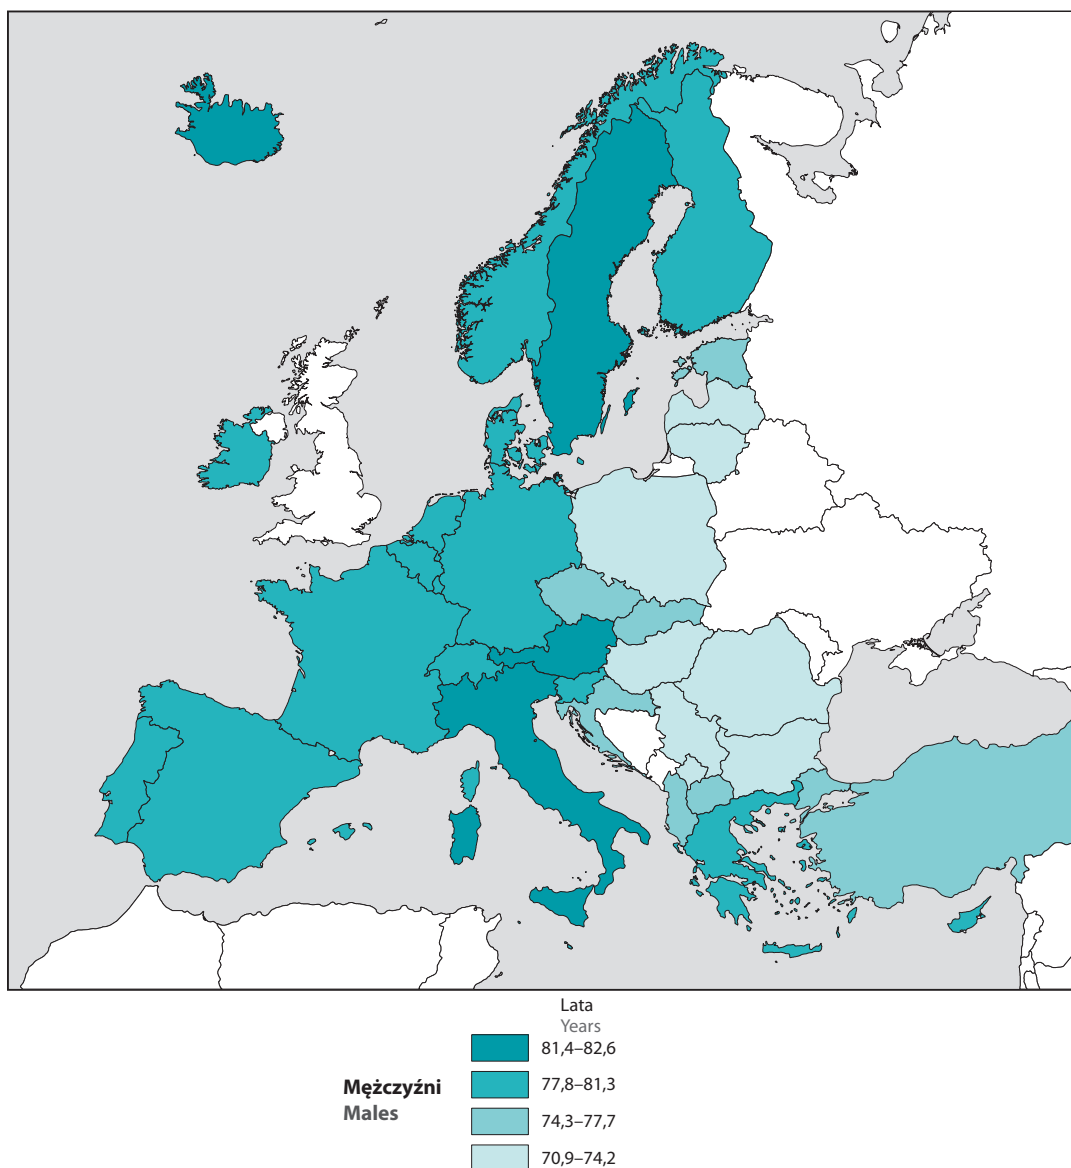 Lata
Years
81,4–82,6
Mężczyźni
Males
77,8–81,3
74,3–77,7
70,9–74,2